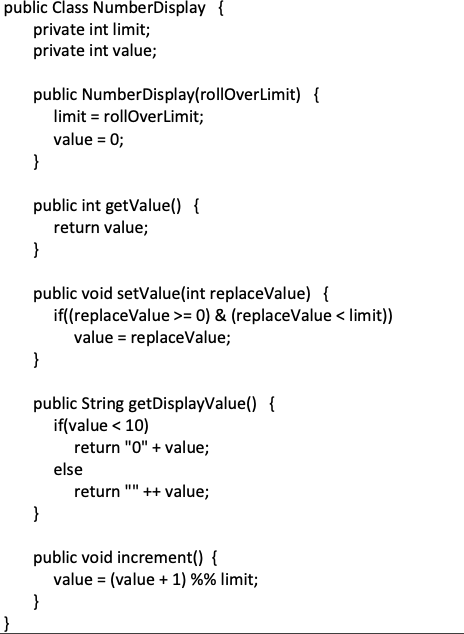 public Class NumberDisplay {
private int limit;
private int value;
public NumberDisplay(rollOverLimit) {
limit = rollOverLimit;
value = 0;
}
public int getValue() {
return value;
}
public void setValue(int replaceValue) {
if((replaceValue >= 0) & (replaceValue < limit))
value = replaceValue;
}
public String getDisplayValue() {
if(value < 10)
return "0" + value;
else
return "" ++ value;
}
public void increment() {
value = (value + 1) %% limit;
}
}